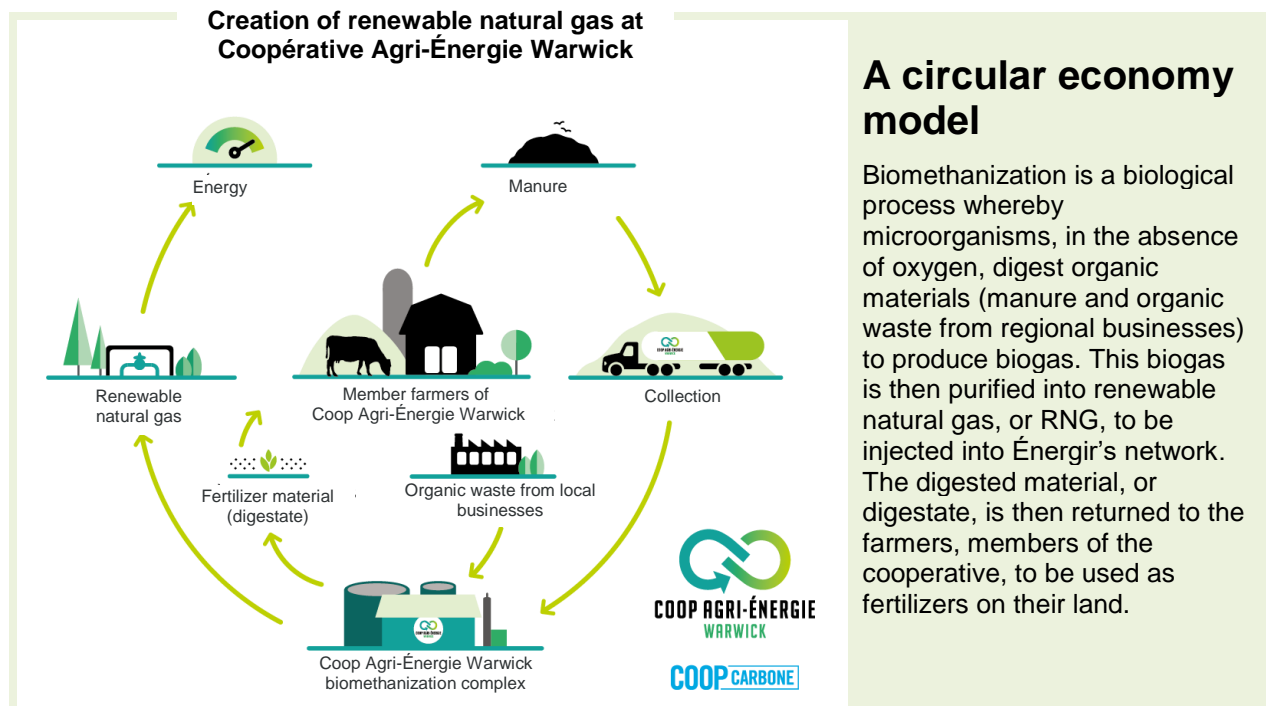 Creation of renewable natural gas at
Coopérative Agri-Énergie Warwick
Energy
Manure
Renewable
natural gas
Member farmers of
Coop Agri-Énergie Warwick
Collection
Fertilizer material
(digestate)
Organic waste from local
businesses
Coop Agri-Énergie Warwick
biomethanization complex
COOP AGRI-ÉNERGIE
WARWICK
COOP CARBONE
A circular economy
model
Biomethanization is a biological
process whereby
microorganisms, in the absence
of oxygen, digest organic
materials (manure and organic
waste from regional businesses)
to produce biogas. This biogas
is then purified into renewable
natural gas, or RNG, to be
injected into Énergir's network.
The digested material, or
digestate, is then returned to the
farmers, members of the
cooperative, to be used as
fertilizers on their land.